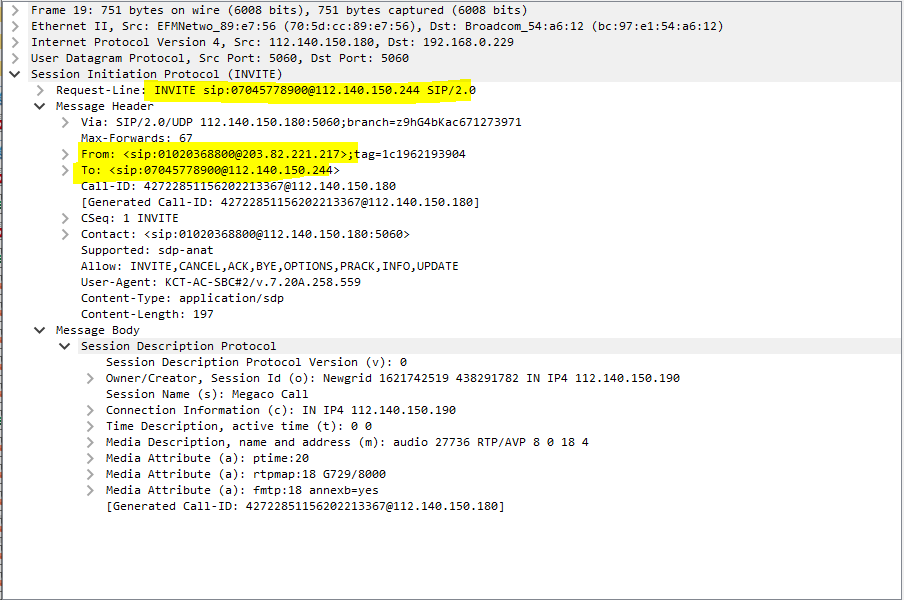 Frame 19: 751 bytes on wire (6008 bits), 751 bytes captured (6008 bits)
Ethernet II, Src: EFMNetwo_89:e7:56 (70:5d:cc:89:e7:56), Dst: Broadcom_54:a6:12 (bc:97:e1:54:a6:12)
Internet Protocol Version 4, Src: 112.140.150.180, Dst: 192.168.0.229
User Datagram Protocol, Src Port: 5060, Dst Port: 5060
Session Initiation Protocol (INVITE)
Request-Line: INVITE sip:07045778900@112.140.150.244 SIP/2.0
Message Header
Via: SIP/2.0/UDP 112.140.150.180:5060;branch=z9hG4bKac671273971
Max-Forwards: 67
From: <sip:01020368800@203.82.221.217>;tag=1c1962193904
To: <sip:07045778900@112.140.150.244>
Call-ID: 42722851156202213367@112.140.150.180
[Generated Call-ID: 42722851156202213367@112.140.150.180]
CSeq: 1 INVITE
Contact: <sip:01020368800@112.140.150.180:5060>
Supported: sdp-anat
Allow: INVITE,CANCEL,ACK,BYE,OPTIONS,PRACK,INFO,UPDATE
User-Agent: KCT-AC-SBC#2/v.7.20A.258.559
Content-Type: application/sdp
Content-Length: 197
Message Body
Session Description Protocol
Session Description Protocol Version (v): 0
Owner/Creator, Session Id (o): Newgrid 1621742519 438291782 IN IP4 112.140.150.190
Session Name (s): Megaco Call
Connection Information (c): IN IP4 112.140.150.190
Time Description, active time (t): 0 0
Media Description, name and address (m): audio 27736 RTP/AVP 8 0 18 4
Media Attribute (a): ptime:20
Media Attribute (a): rtpmap:18 G729/8000
Media Attribute (a): fmtp:18 annexb=yes
[Generated Call-ID: 42722851156202213367@112.140.150.180]